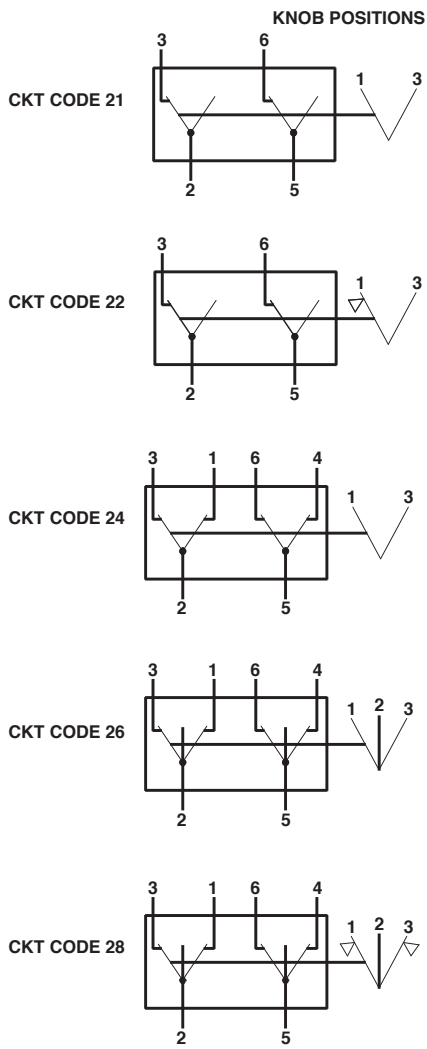 KNOB POSITIONS
3 6
1 3
CKT CODE 21
2 5
3 6
1 3
CKT CODE 22
2 5
3 1 6 4
1 3
CKT CODE 24
2 5
3 1 6 4
1 2 3
CKT CODE 26
2 5
3 1 6 4
1 2 3
CKT CODE 28
2 5